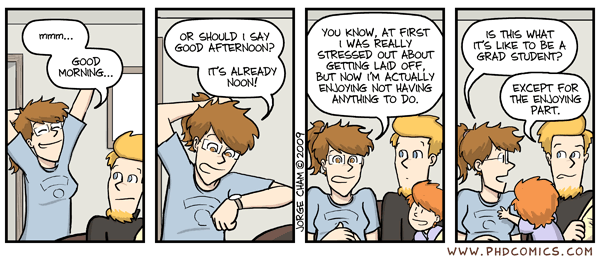 MMM...
GOOD
MORNING...
OR SHOULD I SAY
GOOD AFTERNOON?
IT'S ALREADY
NOON!
JORGE CHAM © 2009
YOU KNOW, AT FIRST
I WAS REALLY
STRESSED OUT ABOUT
GETTING LAID OFF,
BUT NOW I'M ACTUALLY
ENJOYING NOT HAVING
ANYTHING TO DO.
IS THIS WHAT
IT'S LIKE TO BE A
GRAD STUDENT?
EXCEPT FOR
THE ENJOYING
PART.
WWW.PHDCOMICS.COM